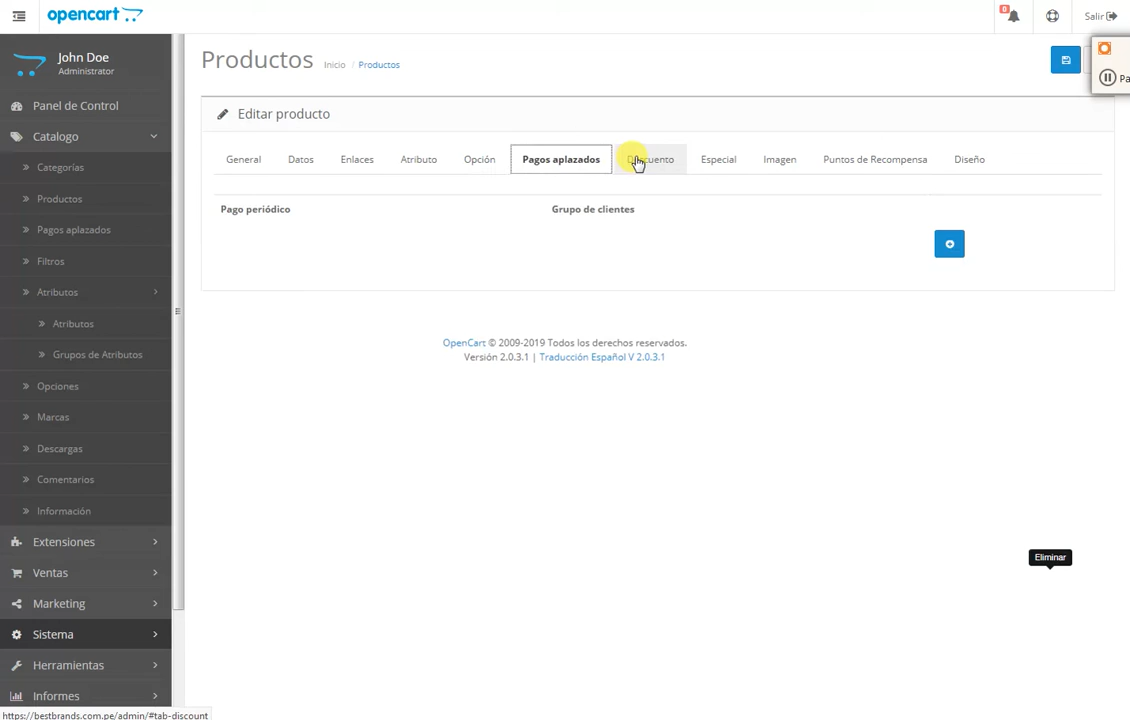 opencart
0
Salir
John Doe
Administrator
Productos
Inicio / Productos
Pa
Panel de Control
Catalogo
Categorías
Productos
Pagos aplazados
Filtros
Atributos
Atributos
Grupos de Atributos
Opciones
Marcas
Descargas
Comentarios
Información
Extensiones
Ventas
Marketing
Sistema
Herramientas
Informes
Editar producto
General Datos Enlaces Atributo Opción Pagos aplazados Descuento Especial Imagen Puntos de Recompensa Diseño
Pago periódico Grupo de clientes
OpenCart © 2009-2019 Todos los derechos reservados.
Versión 2.0.3.1 | Traducción Español V 2.0.3.1
Eliminar
https://bestbrands.com.pe/admin/#tab-discount